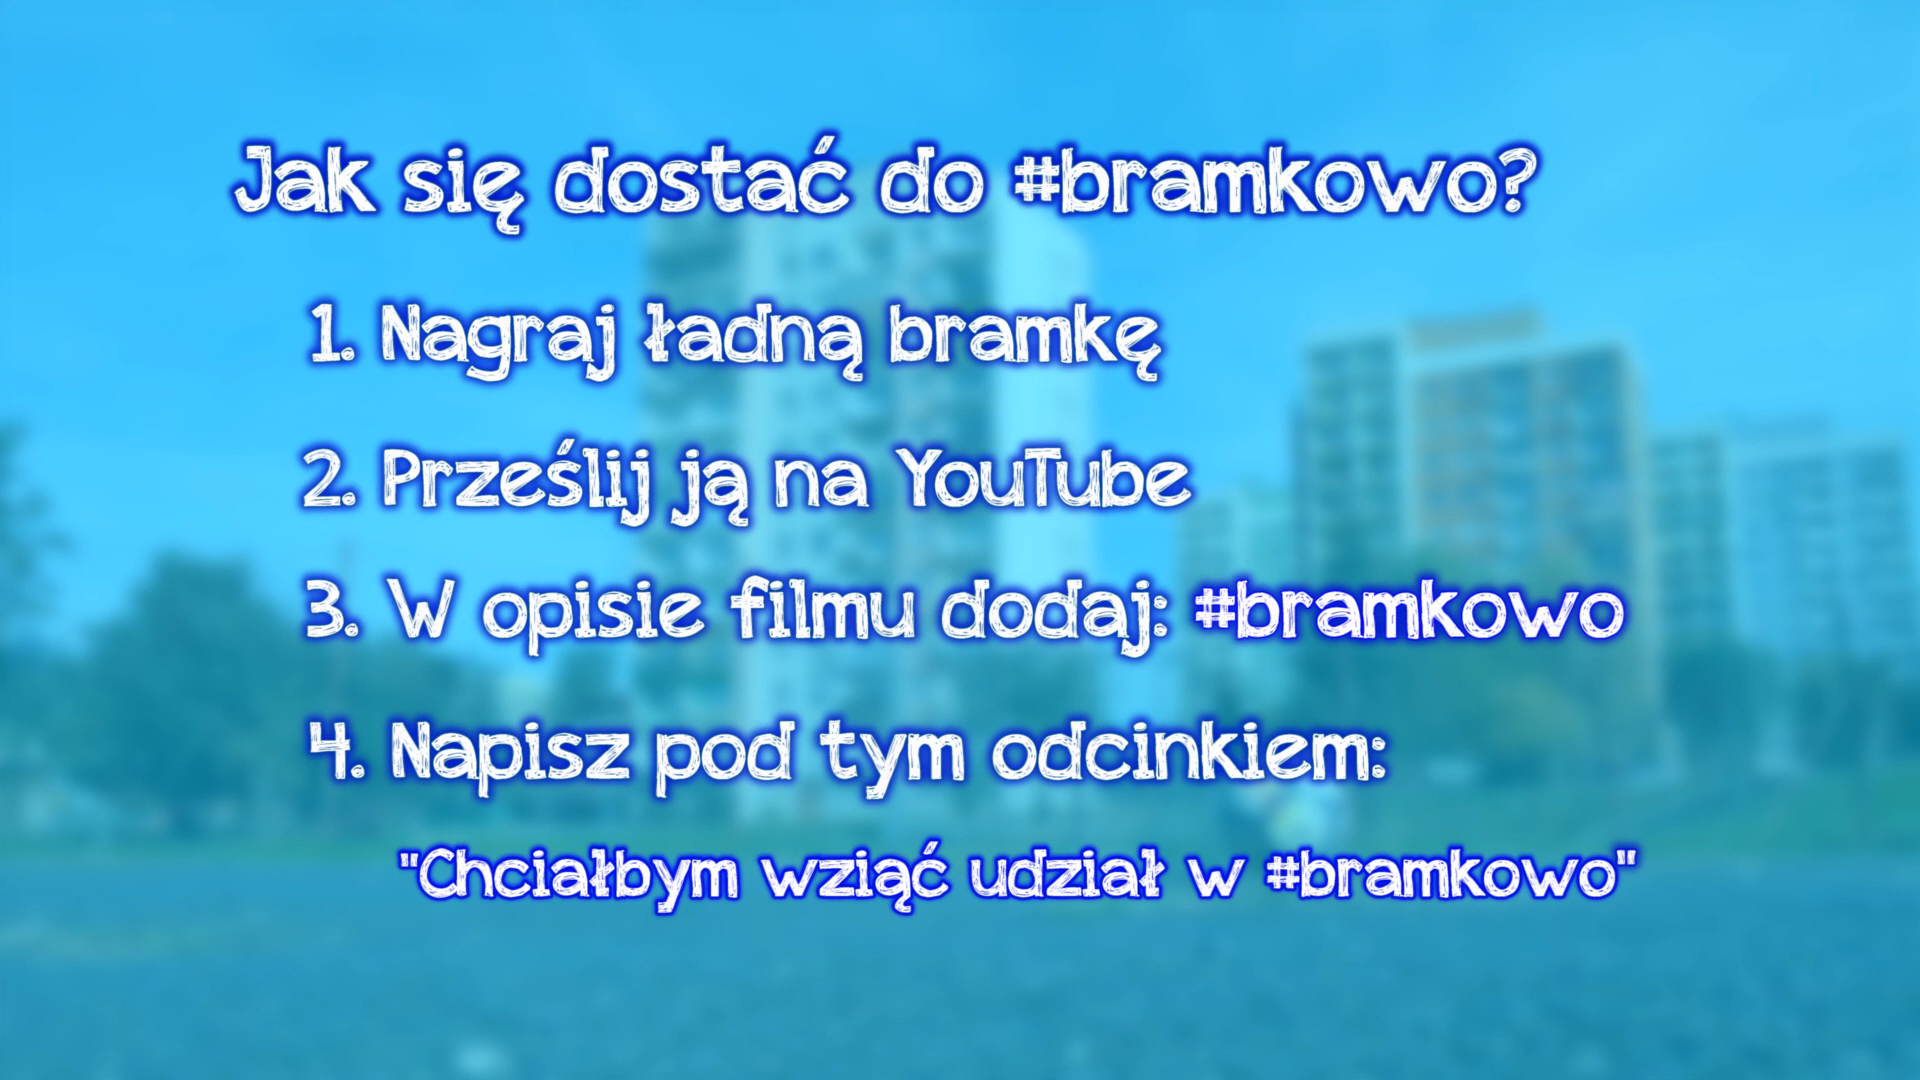 Jak się dostać do #bramkowo?
1. Nagraj ładną bramkę
2. Prześlij ją na YouTube
3. W opisie filmu dodaj: #bramkowo
4. Napisz pod tym odcinkiem:
"Chciałbym wziąć udział w #bramkowo"